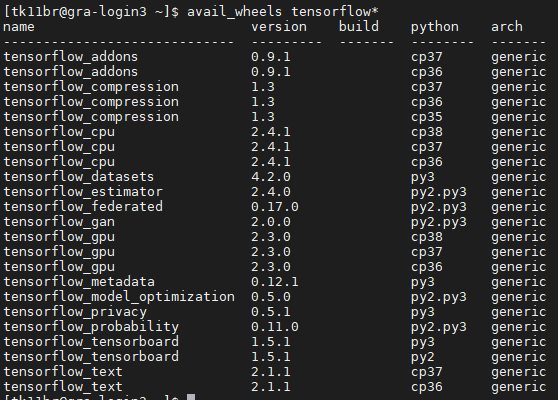 [tk11br@gra-login3 ~]$ avail_wheels tensorflow*
name                           version    build    python    arch
-----------------------------  ---------  -------  --------  -------
tensorflow_addons              0.9.1               cp37      generic
tensorflow_addons              0.9.1               cp36      generic
tensorflow_compression         1.3                 cp37      generic
tensorflow_compression         1.3                 cp36      generic
tensorflow_compression         1.3                 cp35      generic
tensorflow_cpu                 2.4.1               cp38      generic
tensorflow_cpu                 2.4.1               cp37      generic
tensorflow_cpu                 2.4.1               cp36      generic
tensorflow_datasets            4.2.0               py3       generic
tensorflow_estimator           2.4.0               py2.py3   generic
tensorflow_federated           0.17.0              py2.py3   generic
tensorflow_gan                 2.0.0               py2.py3   generic
tensorflow_gpu                 2.3.0               cp38      generic
tensorflow_gpu                 2.3.0               cp37      generic
tensorflow_gpu                 2.3.0               cp36      generic
tensorflow_metadata            0.12.1              py3       generic
tensorflow_model_optimization  0.5.0               py2.py3   generic
tensorflow_privacy             0.5.1               py3       generic
tensorflow_probability         0.11.0              py2.py3   generic
tensorflow_tensorboard         1.5.1               py3       generic
tensorflow_tensorboard         1.5.1               py2       generic
tensorflow_text                2.1.1               cp37      generic
tensorflow_text                2.1.1               cp36      generic
[tk11br@gra-login3 ~]$